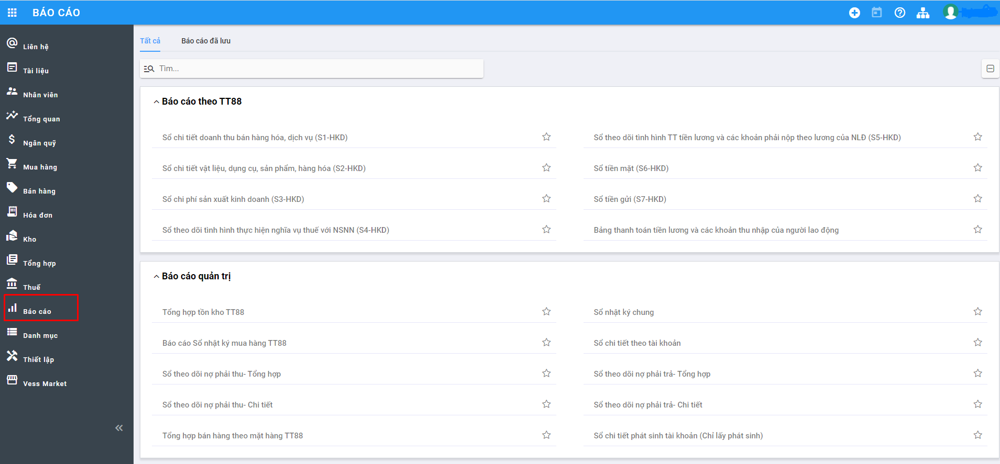 BÁO CÁO
Liên hệ
Tài liệu
Nhân viên
Tổng quan
Ngân quỹ
Mua hàng
Bán hàng
Hóa đơn
Kho
Tổng hợp
Thuế
Báo cáo
Danh mục
Thiết lập
Vess Market
Tất cả
Báo cáo đã lưu
Tìm...
Báo cáo theo TT88
Sổ chi tiết doanh thu bán hàng hóa, dịch vụ (S1-HKD)
Sổ theo dõi tình hình TT tiền lương và các khoản phải nộp theo lương của NLĐ (S5-HKD)
Sổ chi tiết vật liệu, dụng cụ, sản phẩm, hàng hóa (S2-HKD)
Sổ tiền mặt (S6-HKD)
Sổ chi phí sản xuất kinh doanh (S3-HKD)
Sổ tiền gửi (S7-HKD)
Sổ theo dõi tình hình thực hiện nghĩa vụ thuế với NSNN (S4-HKD)
Bảng thanh toán tiền lương và các khoản thu nhập của người lao động
Báo cáo quản trị
Tổng hợp tồn kho TT88
Sổ nhật ký chung
Báo cáo Sổ nhật ký mua hàng TT88
Sổ chi tiết theo tài khoản
Sổ theo dõi nợ phải thu- Tổng hợp
Sổ theo dõi nợ phải trả- Tổng hợp
Sổ theo dõi nợ phải thu- Chi tiết
Sổ theo dõi nợ phải trả- Chi tiết
Tổng hợp bán hàng theo mặt hàng TT88
Sổ chi tiết phát sinh tài khoản (Chỉ lấy phát sinh)